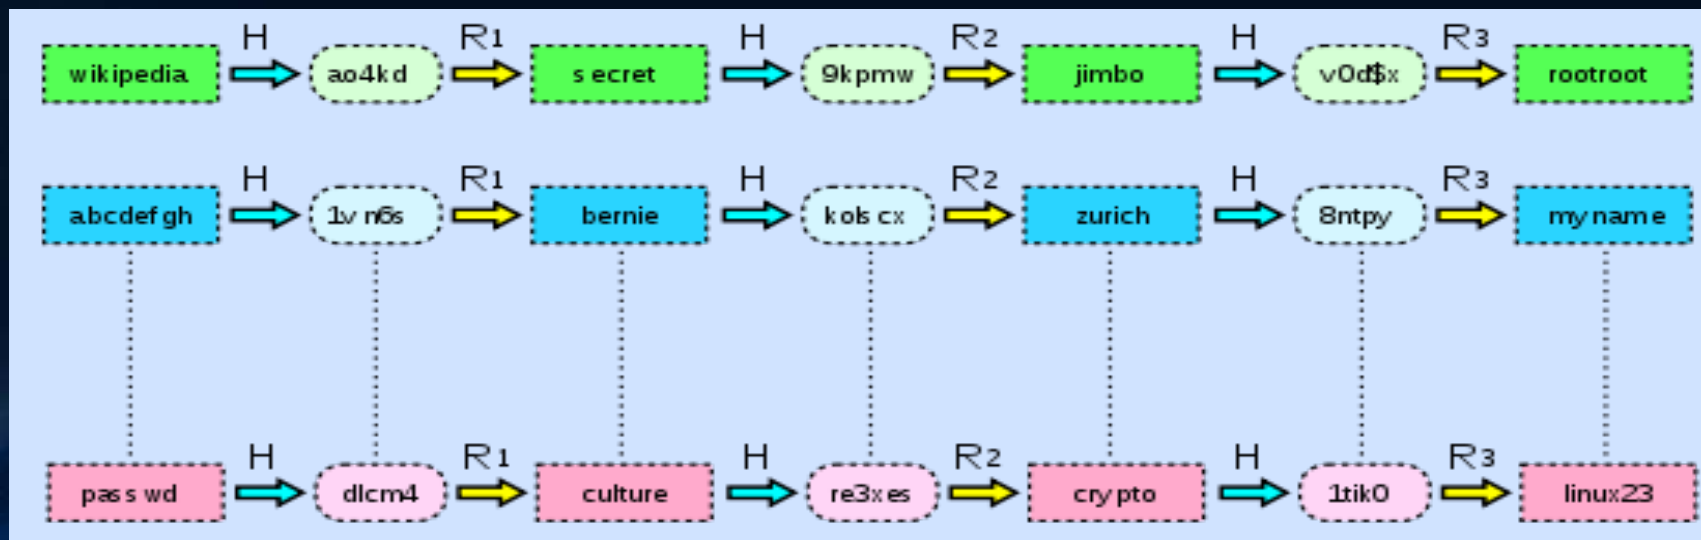 H R1 H R2 H R3
wikipedia ao4kd secret 9kpmw jimbo v0d$x rootroot
H R1 H R2 H R3
abcdefgh 1vn6s bernie kolscx zurich 8ntpy myname
H R1 H R2 H R3
passwd dlcm4 culture re3xes crypto 1tik0 linux23